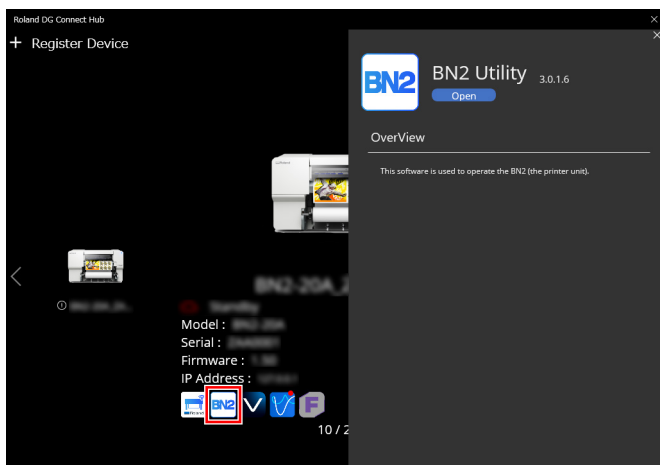 Roland DG Connect Hub
+ Register Device
BN2
BN2 Utility 3.0.1.6
Open
OverView
This software is used to operate the BN2 (the printer unit).
Model :
Serial :
Firmware :
IP Address :
BN2
10 / 2